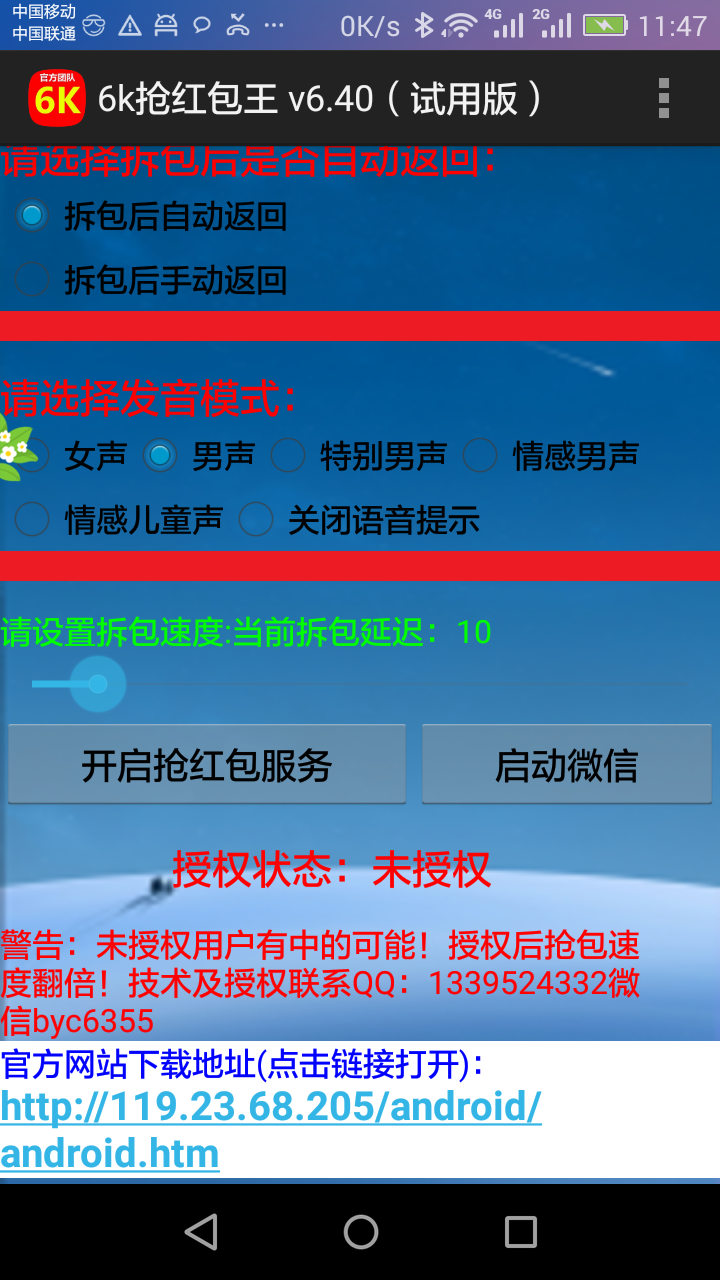 中国移动
中国联通
0K/s
4G
2G
11:47
官方团队
6K
6k抢红包王 v6.40（试用版）
请选择拆包后是否自动返回：
拆包后自动返回
拆包后手动返回
请选择发音模式：
女声 男声 特别男声 情感男声
情感儿童声 关闭语音提示
请设置拆包速度:当前拆包延迟：10
开启抢红包服务 启动微信
授权状态：未授权
警告：未授权用户有中的可能！授权后抢包速
度翻倍！技术及授权联系QQ：1339524332微
信byc6355
官方网站下载地址(点击链接打开)：
http://119.23.68.205/android/
android.htm